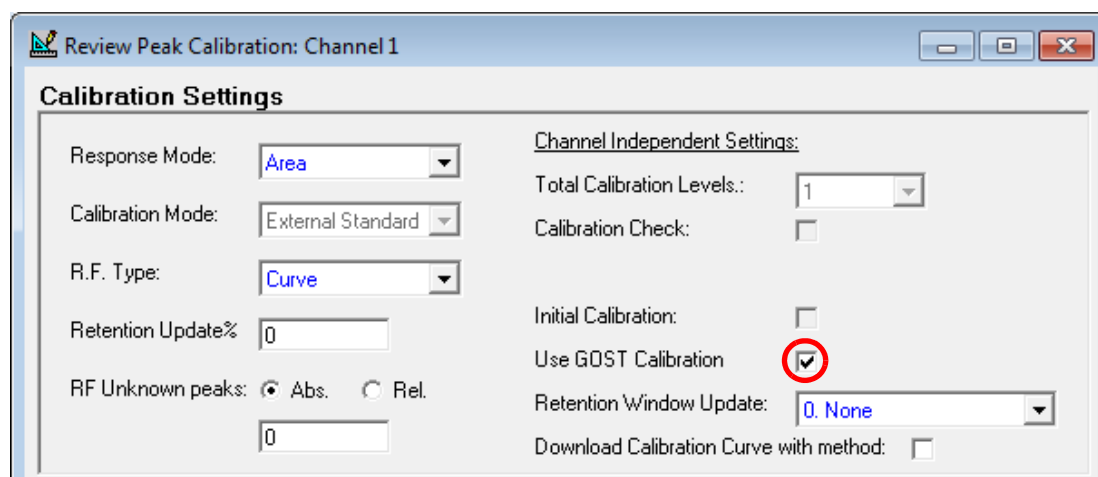 Review Peak Calibration: Channel 1
Calibration Settings
Response Mode: Area
Calibration Mode: External Standard
R.F. Type: Curve
Retention Update% 0
RF Unknown peaks: Abs. Rel.
0
Channel Independent Settings:
Total Calibration Levels.: 1
Calibration Check:
Initial Calibration:
Use GOST Calibration
Retention Window Update: 0. None
Download Calibration Curve with method: